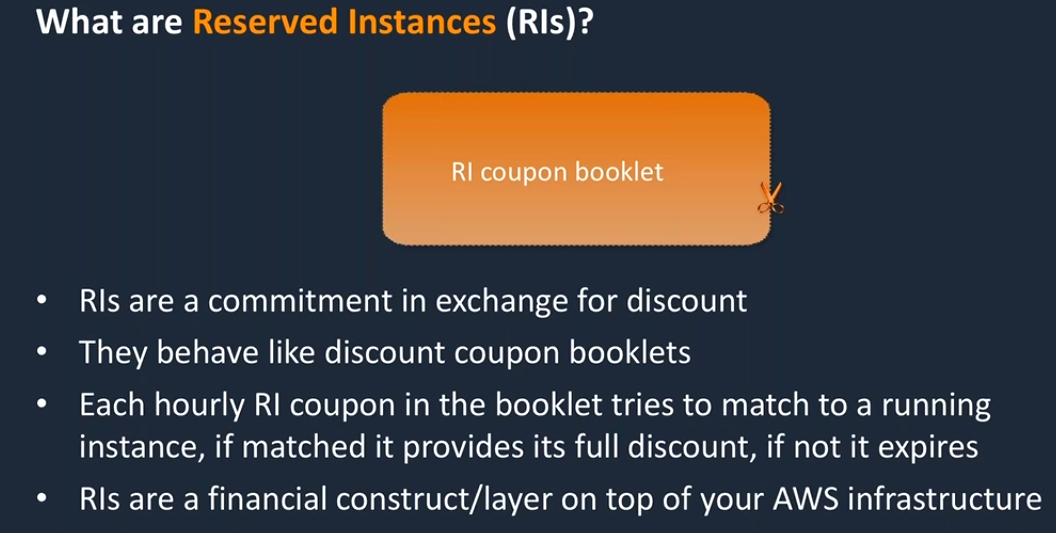 What are Reserved Instances (RIs)?
RI coupon booklet
• RIs are a commitment in exchange for discount
• They behave like discount coupon booklets
• Each hourly RI coupon in the booklet tries to match to a running
instance, if matched it provides its full discount, if not it expires
• RIs are a financial construct/layer on top of your AWS infrastructure